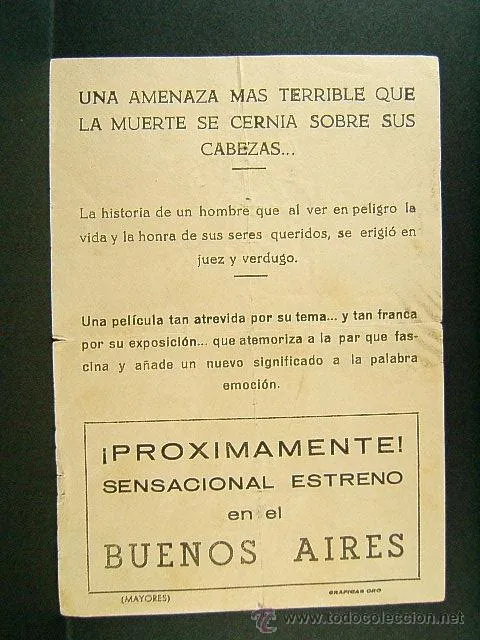 UNA AMENAZA MAS TERRIBLE QUE
LA MUERTE SE CERNIA SOBRE SUS
CABEZAS...
La historia de un hombre que al ver en peligro la
vida y la honra de sus seres queridos, se erigió en
juez y verdugo.
Una película tan atrevida por su tema... y tan franca
por su exposición... que atemoriza a la par que fas-
cina y añade un nuevo significado a la palabra
emoción.
¡PROXIMAMENTE!
SENSACIONAL ESTRENO
en el
BUENOS AIRES
(MAYORES)
GRAFICAS ORO
todocoleccion.net